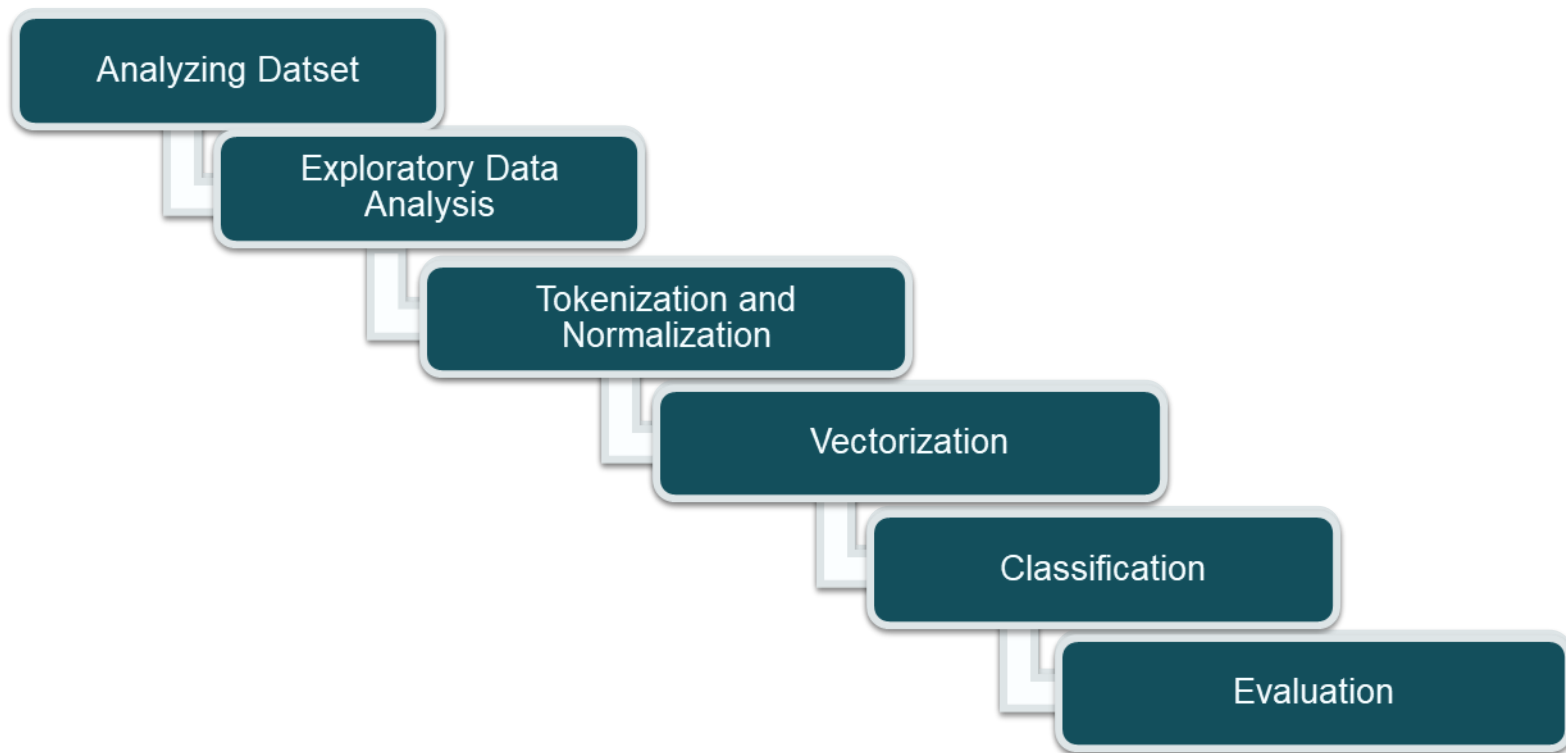 Analyzing Datset
Exploratory Data
Analysis
Tokenization and
Normalization
Vectorization
Classification
Evaluation